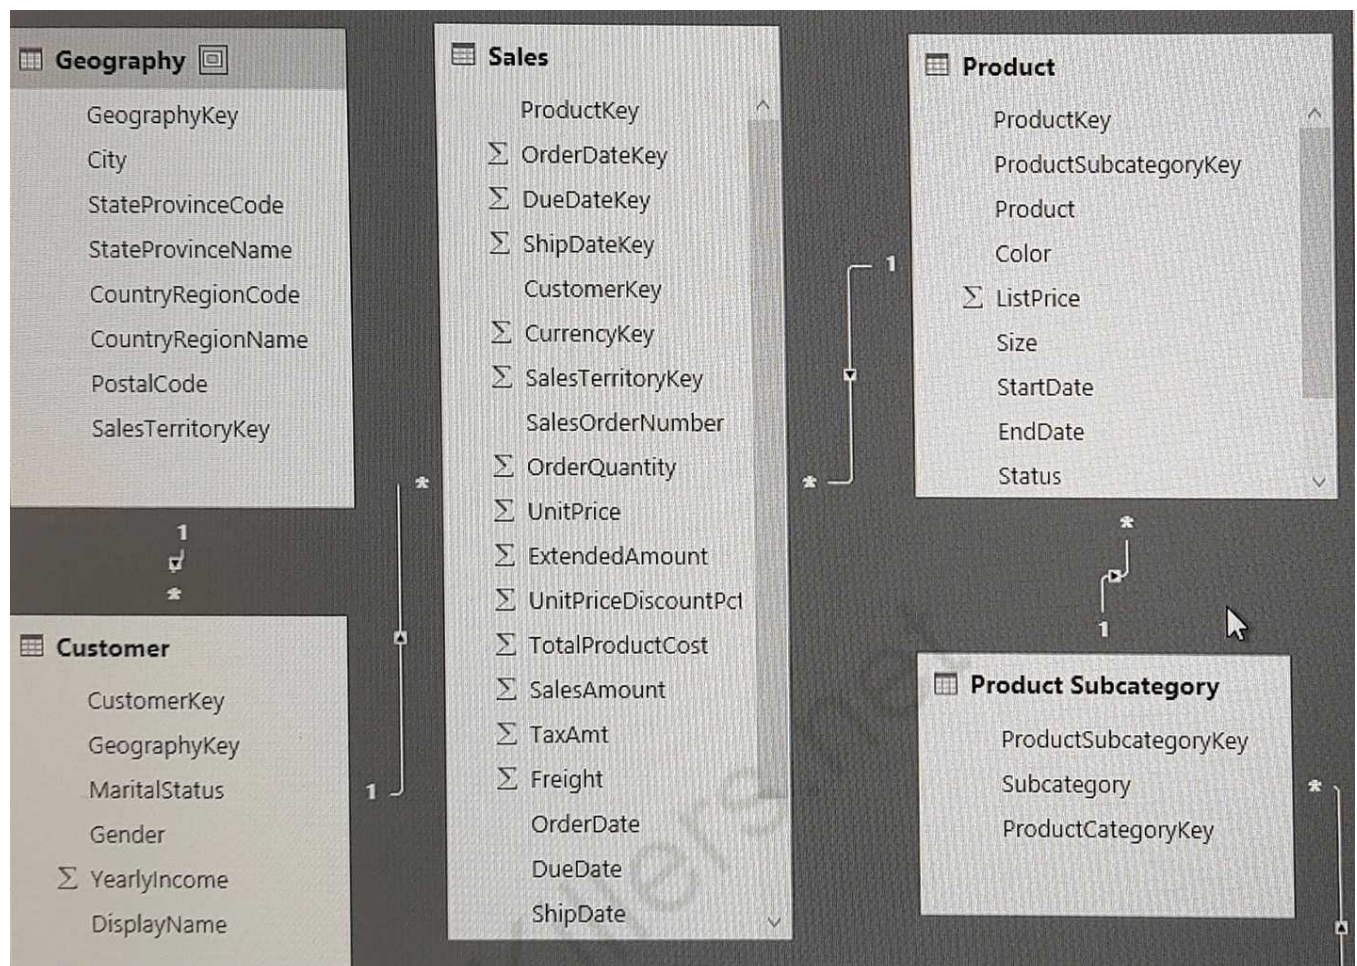 Geography
GeographyKey
City
StateProvinceCode
StateProvinceName
CountryRegionCode
CountryRegionName
PostalCode
SalesTerritoryKey
1
*
Customer
CustomerKey
GeographyKey
MaritalStatus
Gender
Σ YearlyIncome
DisplayName
1
*
Sales
ProductKey
Σ OrderDateKey
Σ DueDateKey
Σ ShipDateKey
CustomerKey
Σ CurrencyKey
Σ SalesTerritoryKey
SalesOrderNumber
Σ OrderQuantity
Σ UnitPrice
Σ ExtendedAmount
Σ UnitPriceDiscountPct
Σ TotalProductCost
Σ SalesAmount
Σ TaxAmt
Σ Freight
OrderDate
DueDate
ShipDate
*
1
Product
ProductKey
ProductSubcategoryKey
Product
Color
Σ ListPrice
Size
StartDate
EndDate
Status
*
1
Product Subcategory
ProductSubcategoryKey
Subcategory
ProductCategoryKey
*